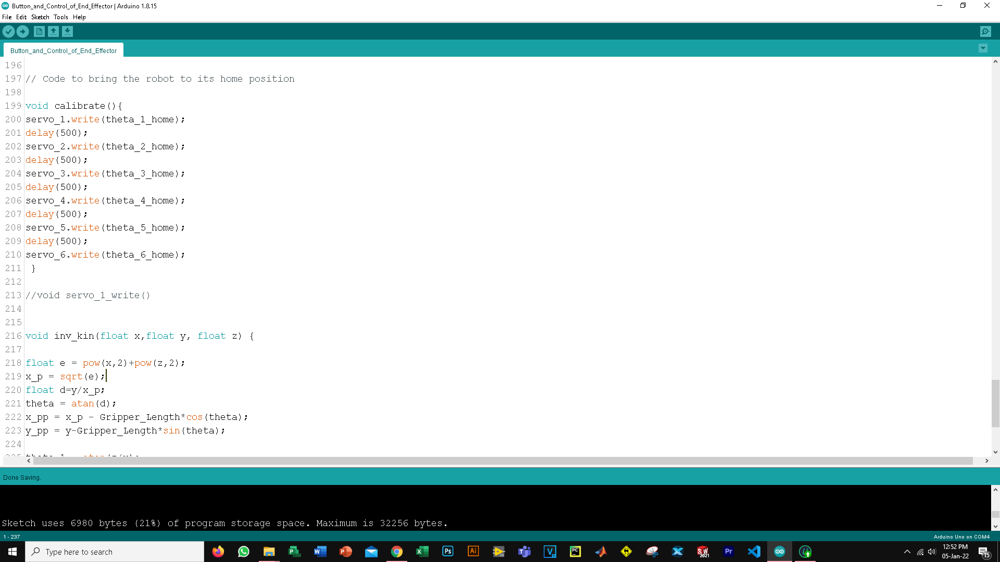 Button_and_Control_of_End_Effector | Arduino 1.8.15
File Edit Sketch Tools Help
Button_and_Control_of_End_Effector
196
197 // Code to bring the robot to its home position
198
199 void calibrate(){
200 servo_1.write(theta_1_home);
201 delay(500);
202 servo_2.write(theta_2_home);
203 delay(500);
204 servo_3.write(theta_3_home);
205 delay(500);
206 servo_4.write(theta_4_home);
207 delay(500);
208 servo_5.write(theta_5_home);
209 delay(500);
210 servo_6.write(theta_6_home);
211 }
212
213 //void servo_1_write()
214
215
216 void inv_kin(float x,float y, float z) {
217
218 float e = pow(x,2)+pow(z,2);
219 x_p = sqrt(e);
220 float d=y/x_p;
221 theta = atan(d);
222 x_pp = x_p - Gripper_Length*cos(theta);
223 y_pp = y-Gripper_Length*sin(theta);
224
Done Saving.
Sketch uses 6980 bytes (21%) of program storage space. Maximum is 32256 bytes.
1 - 237
Arduino Uno on COM4
Type here to search
Ps
Ai
PC
SW
2021
Pr
12:52 PM
05-Jan-22
15